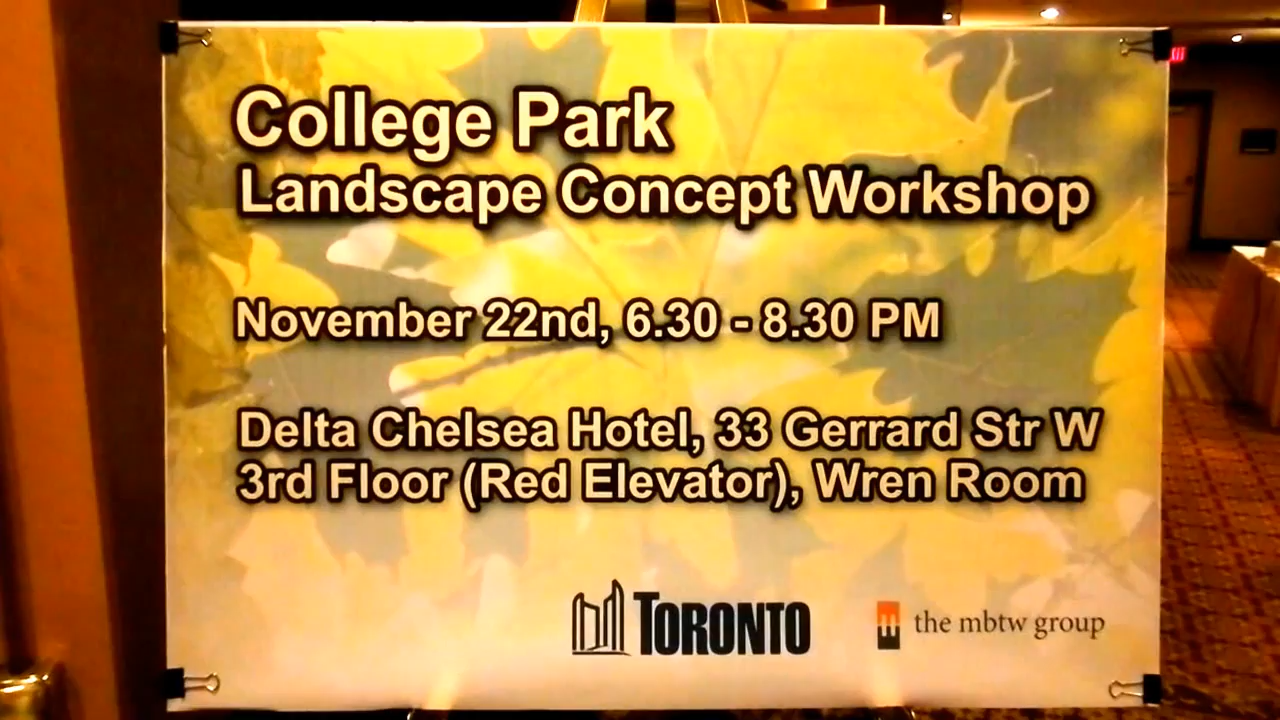 College Park
Landscape Concept Workshop
November 22nd, 6.30 - 8.30 PM
Delta Chelsea Hotel, 33 Gerrard Str W
3rd Floor (Red Elevator), Wren Room
TORONTO
the mbtw group